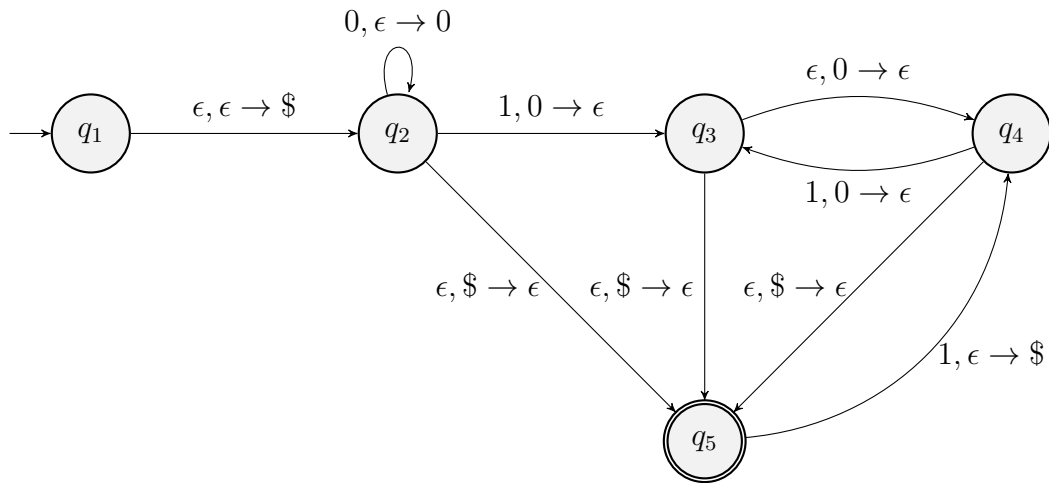 0, ϵ → 0
ϵ, 0 → ϵ
ϵ, ϵ → $
1, 0 → ϵ
q₁
q₂
q₃
q₄
1, 0 → ϵ
ϵ, $ → ϵ
ϵ, $ → ϵ
ϵ, $ → ϵ
1, ϵ → $
q₅